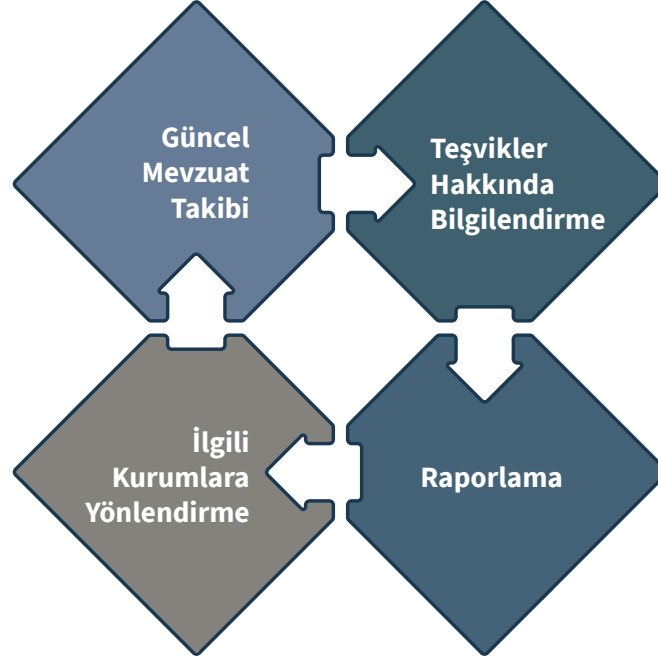 Güncel
Mevzuat
Takibi
Teşvikler
Hakkında
Bilgilendirme
İlgili
Kurumlara
Yönlendirme
Raporlama